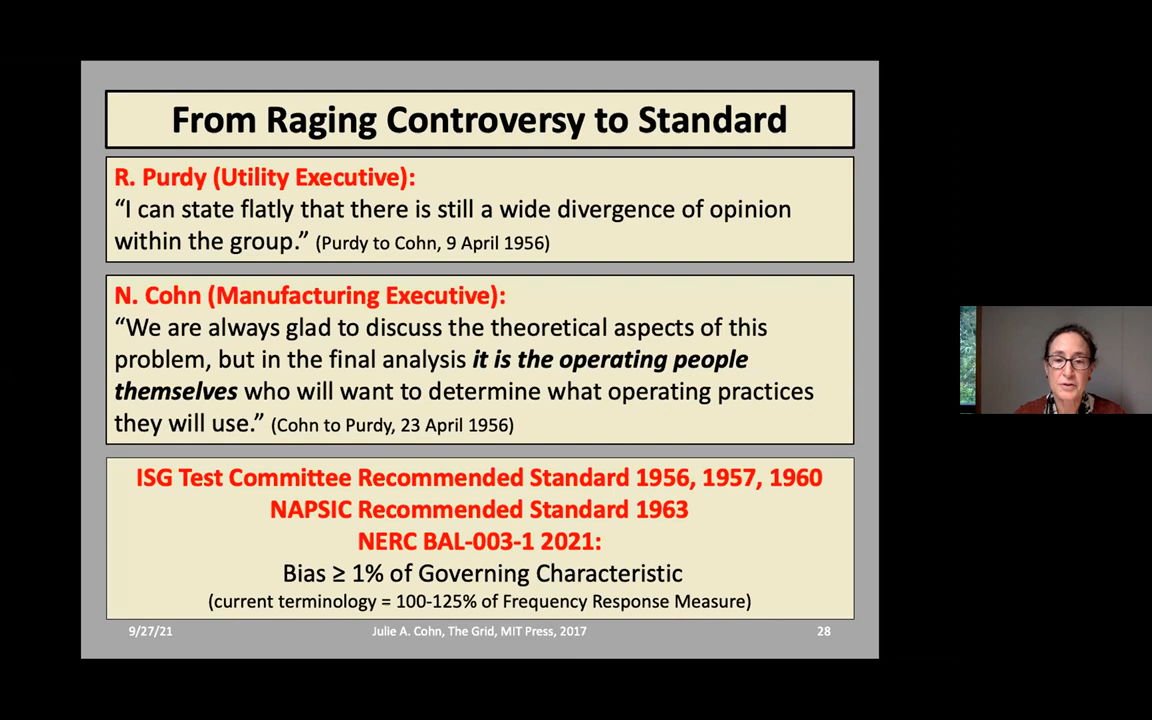 From Raging Controversy to Standard
R. Purdy (Utility Executive):
“I can state flatly that there is still a wide divergence of opinion
within the group.” (Purdy to Cohn, 9 April 1956)
N. Cohn (Manufacturing Executive):
“We are always glad to discuss the theoretical aspects of this
problem, but in the final analysis it is the operating people
themselves who will want to determine what operating practices
they will use.” (Cohn to Purdy, 23 April 1956)
ISG Test Committee Recommended Standard 1956, 1957, 1960
NAPSIC Recommended Standard 1963
NERC BAL-003-1 2021:
Bias ≥ 1% of Governing Characteristic
(current terminology = 100-125% of Frequency Response Measure)
9/27/21
Julie A. Cohn, The Grid, MIT Press, 2017
28